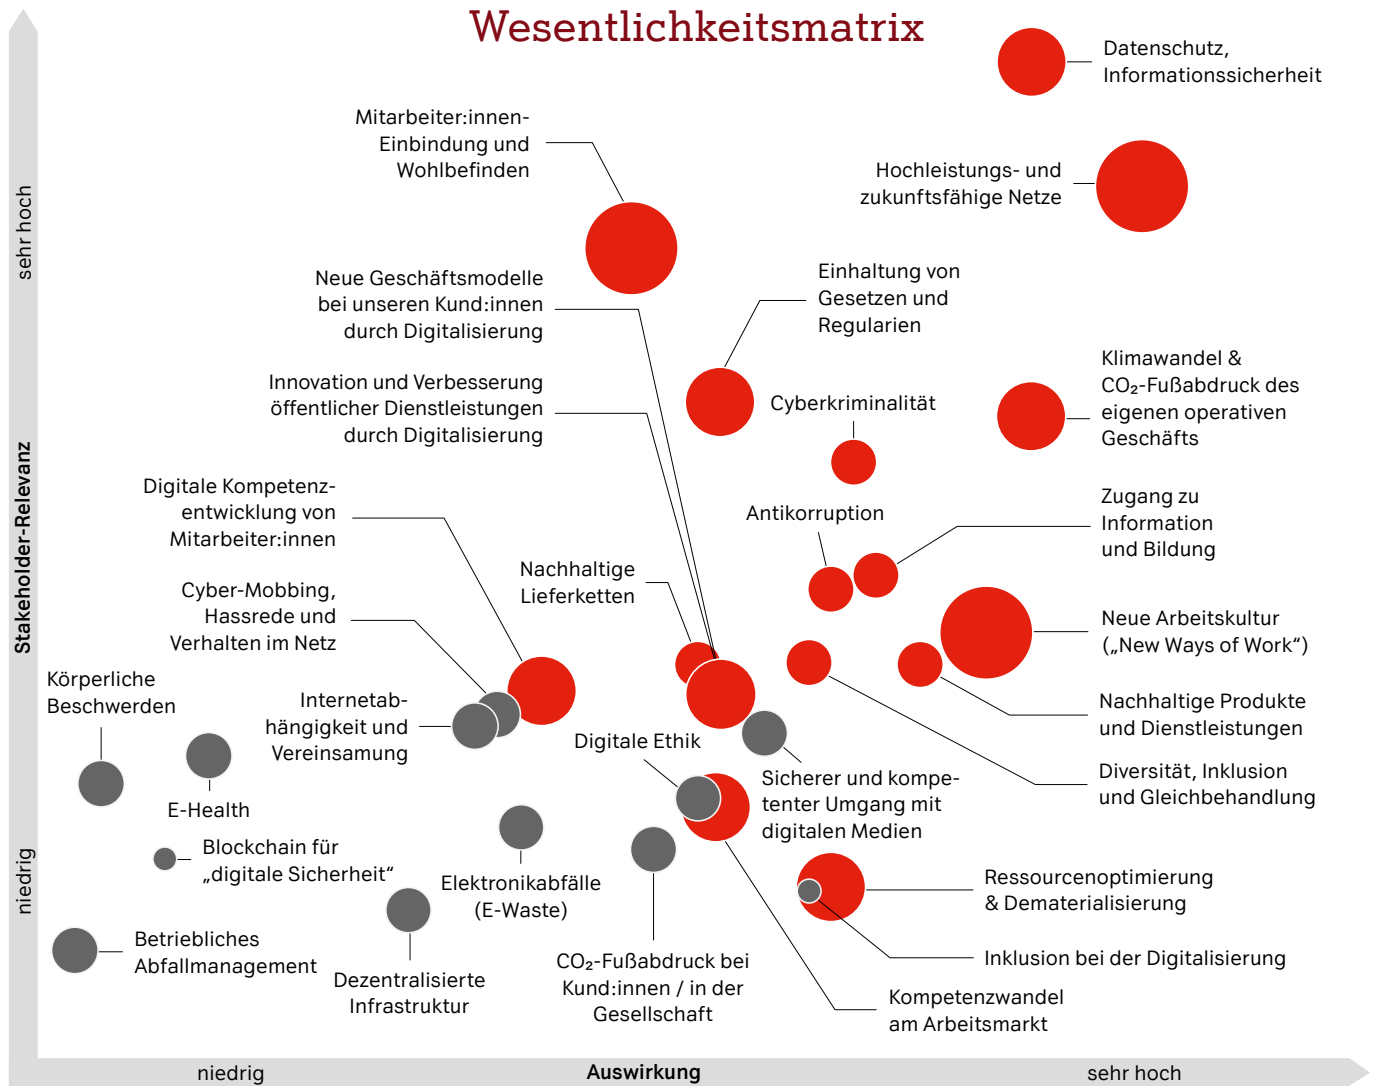 Wesentlichkeitsmatrix
Datenschutz,
Informationssicherheit
Mitarbeiter:innen-
Einbindung und
Wohlbefinden
Hochleistungs- und
zukunftsfähige Netze
Neue Geschäftsmodelle
bei unseren Kund:innen
durch Digitalisierung
Einhaltung von
Gesetzen und
Regularien
Innovation und Verbesserung
öffentlicher Dienstleistungen
durch Digitalisierung
Cyberkriminalität
Klimawandel &
CO₂-Fußabdruck des
eigenen operativen
Geschäfts
Digitale Kompetenz-
entwicklung von
Mitarbeiter:innen
Antikorruption
Zugang zu
Information
und Bildung
Cyber-Mobbing,
Hassrede und
Verhalten im Netz
Nachhaltige
Lieferketten
Neue Arbeitskultur
(„New Ways of Work“)
Körperliche
Beschwerden
Internetab-
hängigkeit und
Vereinsamung
Nachhaltige Produkte
und Dienstleistungen
Digitale Ethik
Sicherer und kompe-
tenter Umgang mit
digitalen Medien
Diversität, Inklusion
und Gleichbehandlung
E-Health
Blockchain für
„digitale Sicherheit“
Elektronikabfälle
(E-Waste)
Ressourcenoptimierung
& Dematerialisierung
Betriebliches
Abfallmanagement
Dezentralisierte
Infrastruktur
CO₂-Fußabdruck bei
Kund:innen / in der
Gesellschaft
Inklusion bei der Digitalisierung
Kompetenzwandel
am Arbeitsmarkt
sehr hoch
Stakeholder-Relevanz
niedrig
niedrig
Auswirkung
sehr hoch